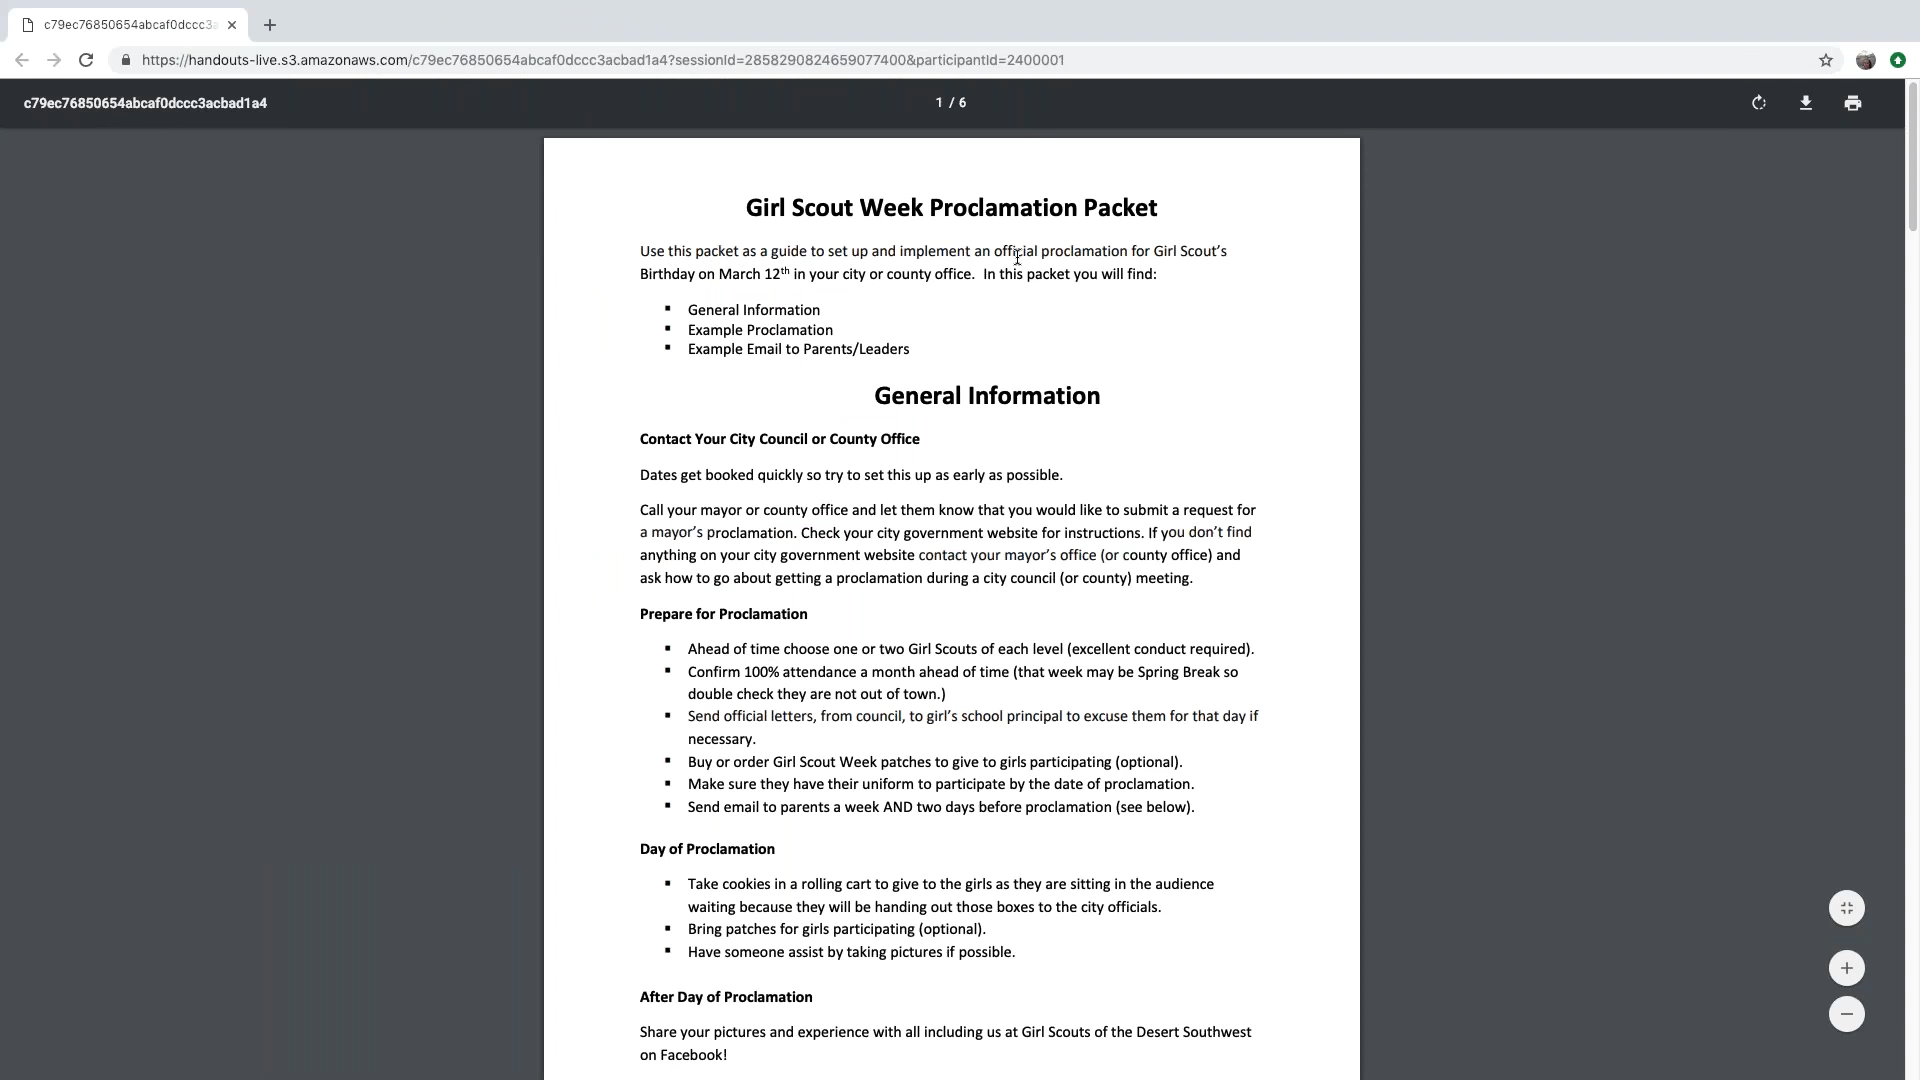 c79ec76850654abcaf0dccc3a
https://handouts-live.s3.amazonaws.com/c79ec76850654abcaf0dccc3acbad1a4?sessionId=2858290824659077400&participantId=2400001
c79ec76850654abcaf0dccc3acbad1a4
1 / 6
Girl Scout Week Proclamation Packet
Use this packet as a guide to set up and implement an official proclamation for Girl Scout’s
Birthday on March 12th in your city or county office. In this packet you will find:
▪ General Information
▪ Example Proclamation
▪ Example Email to Parents/Leaders
General Information
Contact Your City Council or County Office
Dates get booked quickly so try to set this up as early as possible.
Call your mayor or county office and let them know that you would like to submit a request for
a mayor’s proclamation. Check your city government website for instructions. If you don’t find
anything on your city government website contact your mayor’s office (or county office) and
ask how to go about getting a proclamation during a city council (or county) meeting.
Prepare for Proclamation
▪ Ahead of time choose one or two Girl Scouts of each level (excellent conduct required).
▪ Confirm 100% attendance a month ahead of time (that week may be Spring Break so
double check they are not out of town.)
▪ Send official letters, from council, to girl’s school principal to excuse them for that day if
necessary.
▪ Buy or order Girl Scout Week patches to give to girls participating (optional).
▪ Make sure they have their uniform to participate by the date of proclamation.
▪ Send email to parents a week AND two days before proclamation (see below).
Day of Proclamation
▪ Take cookies in a rolling cart to give to the girls as they are sitting in the audience
waiting because they will be handing out those boxes to the city officials.
▪ Bring patches for girls participating (optional).
▪ Have someone assist by taking pictures if possible.
After Day of Proclamation
Share your pictures and experience with all including us at Girl Scouts of the Desert Southwest
on Facebook!